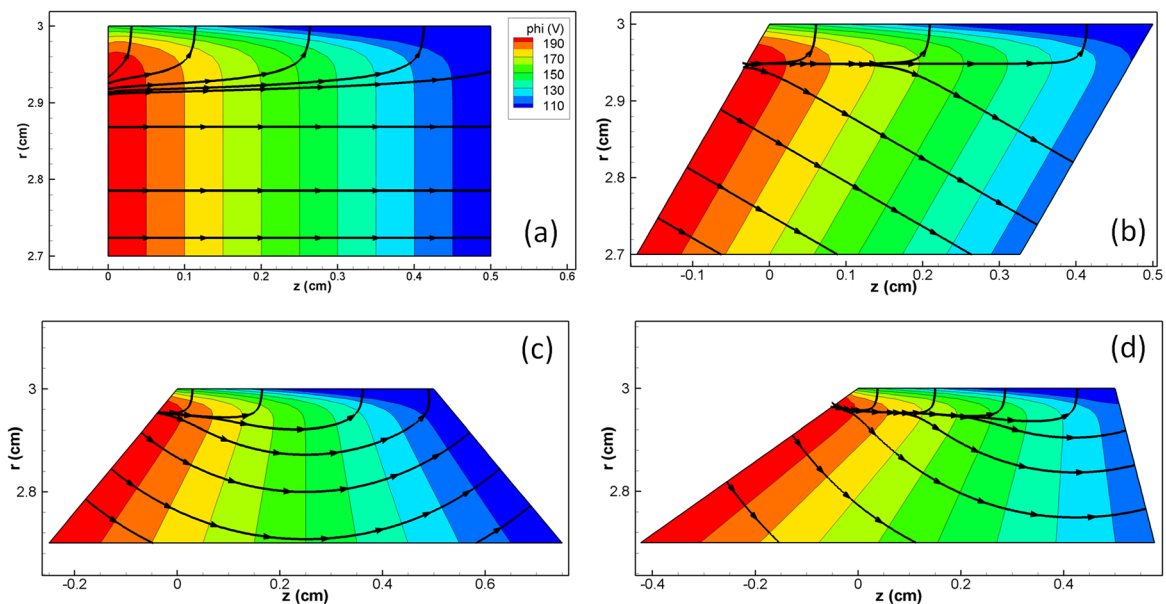 (a)
phi (V)
190
170
150
130
110
3
2.9
2.8
2.7
r (cm)
0 0.1 0.2 0.3 0.4 0.5 0.6
z (cm)
(b)
3
2.9
2.8
2.7
r (cm)
-0.1 0 0.1 0.2 0.3 0.4 0.5
z (cm)
(c)
3
2.8
r (cm)
-0.2 0 0.2 0.4 0.6
z (cm)
(d)
3
2.8
r (cm)
-0.4 -0.2 0 0.2 0.4
z (cm)